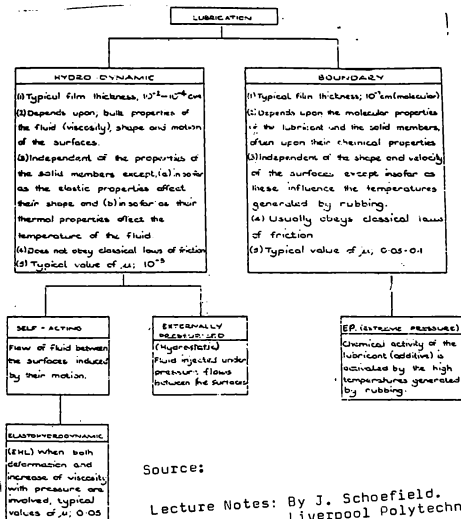 LUBRICATION
HYDRO DYNAMIC
(1) Typical film thickness, 10⁻²-10⁻⁴ cm
(2) Depends upon, bulk properties of
the fluid (viscosity), shape and motion
of the surfaces.
(3) Independent of the properties of
the solid members except, (a) in so far
as the elastic properties affect
their shape and (b) in so far as their
thermal properties affect the
temperature of the fluid
(4) Does not obey classical laws of friction
(5) Typical value of μ; 10⁻³
BOUNDARY
(1) Typical film thickness; cm (molecular)
(2) Depends upon the molecular properties
of the lubricant and the solid members,
often upon their chemical properties
(3) Independent of the shape and velocity
of the surfaces except insofar as
these influence the temperatures
generated by rubbing.
(4) Usually obeys classical laws
of friction
(5) Typical value of μ, 0.05-0.1
SELF-ACTING
Flow of fluid between
the surfaces induced
by their motion.
EXTERNALLY
PRESSURISED
(Hydrostatic)
Fluid injected under
pressure flows
between the surfaces
EP. (EXTREME PRESSURE)
Chemical activity of the
lubricant (additive) is
activated by the high
temperatures generated
by rubbing.
ELASTOHYDRODYNAMIC
(EHL) When both
deformation and
increase of viscosity
with pressure are
involved, typical
values of μ; 0.05
Source:
Lecture Notes: By J. Schofield.
Liverpool Polytechn